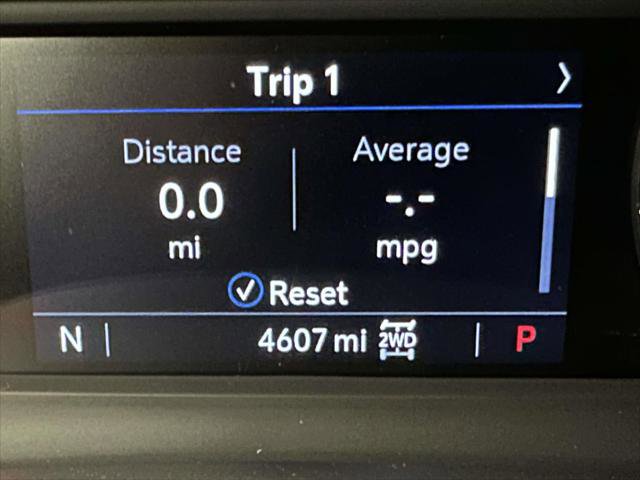 Trip 1
Distance
Average
0.0
-.-
mi
mpg
Reset
N
4607 mi
2WD
P